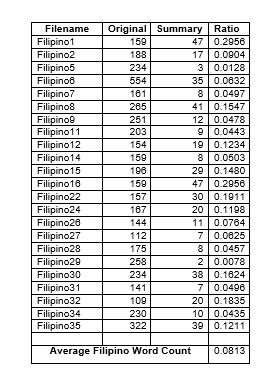 Filename Original Summary Ratio
Filipino1 159 47 0.2956
Filipino2 188 17 0.0904
Filipino5 234 3 0.0128
Filipino6 554 35 0.0632
Filipino7 161 8 0.0497
Filipino8 265 41 0.1547
Filipino9 251 12 0.0478
Filipino11 203 9 0.0443
Filipino12 154 19 0.1234
Filipino14 159 8 0.0503
Filipino15 196 29 0.1480
Filipino16 159 47 0.2956
Filipino22 157 30 0.1911
Filipino24 167 20 0.1198
Filipino26 144 11 0.0764
Filipino27 112 7 0.0625
Filipino28 175 8 0.0457
Filipino29 258 2 0.0078
Filipino30 234 38 0.1624
Filipino31 141 7 0.0496
Filipino32 109 20 0.1835
Filipino34 230 10 0.0435
Filipino35 322 39 0.1211
Average Filipino Word Count 0.0813